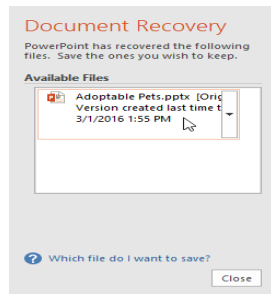 Document Recovery
PowerPoint has recovered the following
files. Save the ones you wish to keep.
Available Files
Adoptable Pets.pptx [Orig
Version created last time t
3/1/2016 1:55 PM
Which file do I want to save?
Close